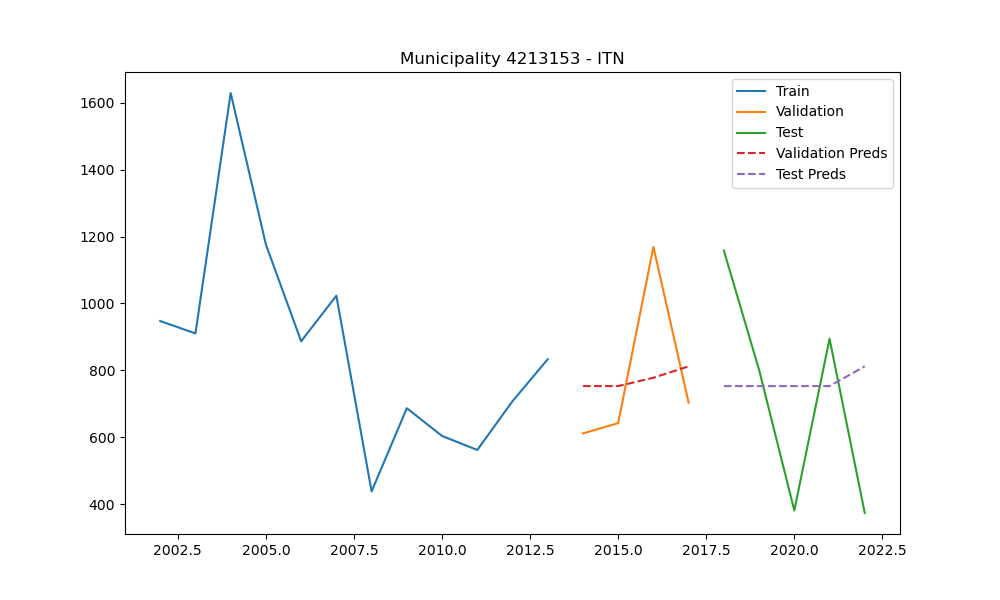 Municipality 4213153 - ITN
Train
Validation
Test
Validation Preds
Test Preds
1600
1400
1200
1000
800
600
400
2002.5 2005.0 2007.5 2010.0 2012.5 2015.0 2017.5 2020.0 2022.5